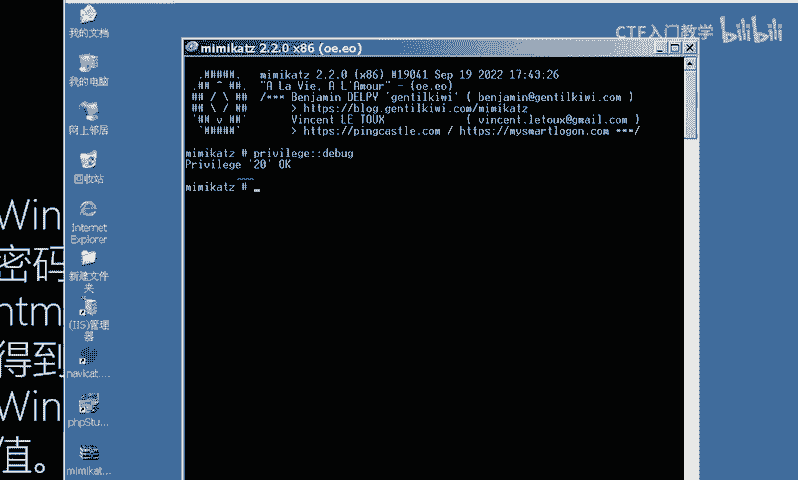 CTF入门教学 bilibili
我的文档
我的电脑
网上邻居
回收站
Internet
Explorer
新建文件
夹
(IIS)管理
器
navicat....
phpStu...
mimikat...
Win
密码
htm
得到
Win
值。
mimikatz 2.2.0 x86 (oe.eo)
.#####. mimikatz 2.2.0 (x86) #19041 Sep 19 2022 17:43:26
.## ^ ##. "A La Vie, A L'Amour" - (oe.eo)
## / \ ## /*** Benjamin DELPY `gentilkiwi` ( benjamin@gentilkiwi.com )
## \ / ## > https://blog.gentilkiwi.com/mimikatz
'## v ##' Vincent LE TOUX ( vincent.letoux@gmail.com )
'#####' > https://pingcastle.com / https://mysmartlogon.com ***/
mimikatz # privilege::debug
Privilege '20' OK
mimikatz # _